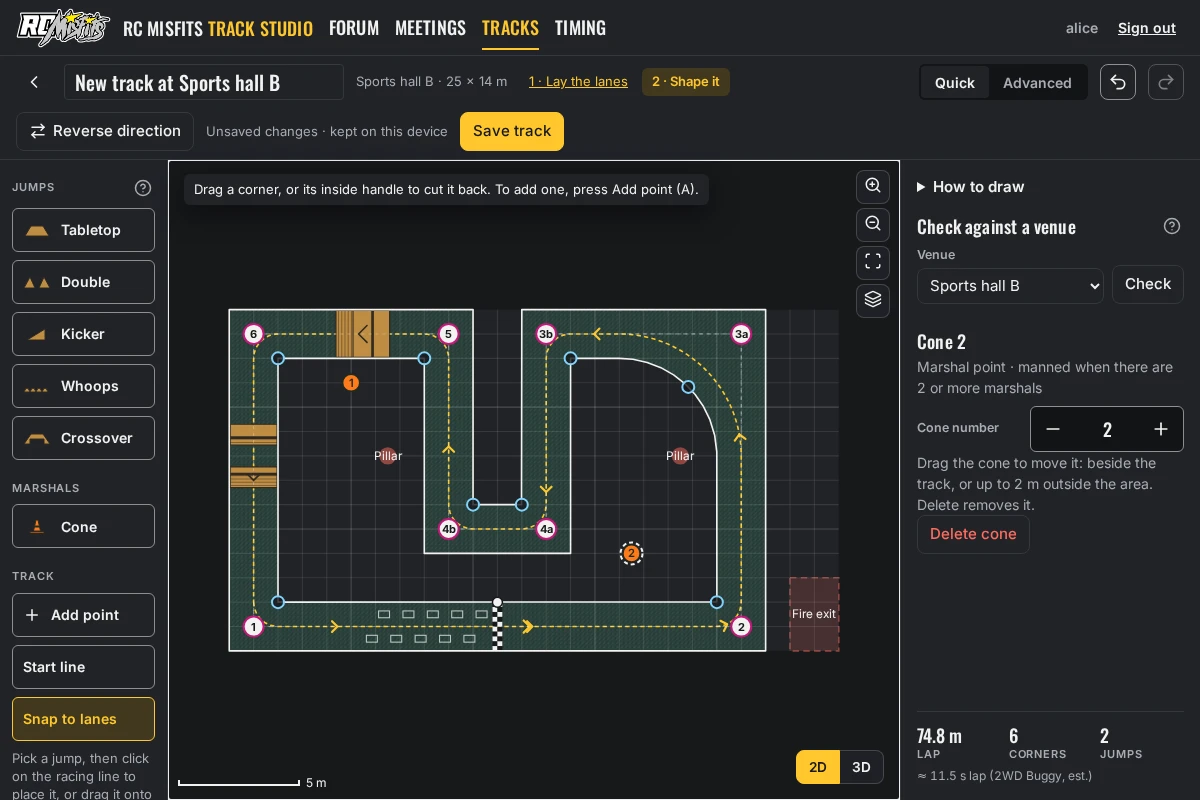 RC Misfits
RC MISFITS TRACK STUDIO
FORUM
MEETINGS
TRACKS
TIMING
alice
Sign out
New track at Sports hall B
Sports hall B · 25 × 14 m
1 · Lay the lanes
2 · Shape it
Quick
Advanced
Reverse direction
Unsaved changes · kept on this device
Save track
JUMPS
?
Tabletop
Double
Kicker
Whoops
Crossover
MARSHALS
Cone
TRACK
Add point
Start line
Snap to lanes
Pick a jump, then click
on the racing line to
place it, or drag it onto
Drag a corner, or its inside handle to cut it back. To add one, press Add point (A).
6
5
3b
3a
1
Pillar
Pillar
4b
4a
2
1
2
Fire exit
5 m
2D
3D
How to draw
Check against a venue
?
Venue
Sports hall B
Check
Cone 2
Marshal point · manned when there are
2 or more marshals
Cone number
− 2 +
Drag the cone to move it: beside the
track, or up to 2 m outside the area.
Delete removes it.
Delete cone
74.8 m
LAP
6
CORNERS
2
JUMPS
≈ 11.5 s lap (2WD Buggy, est.)